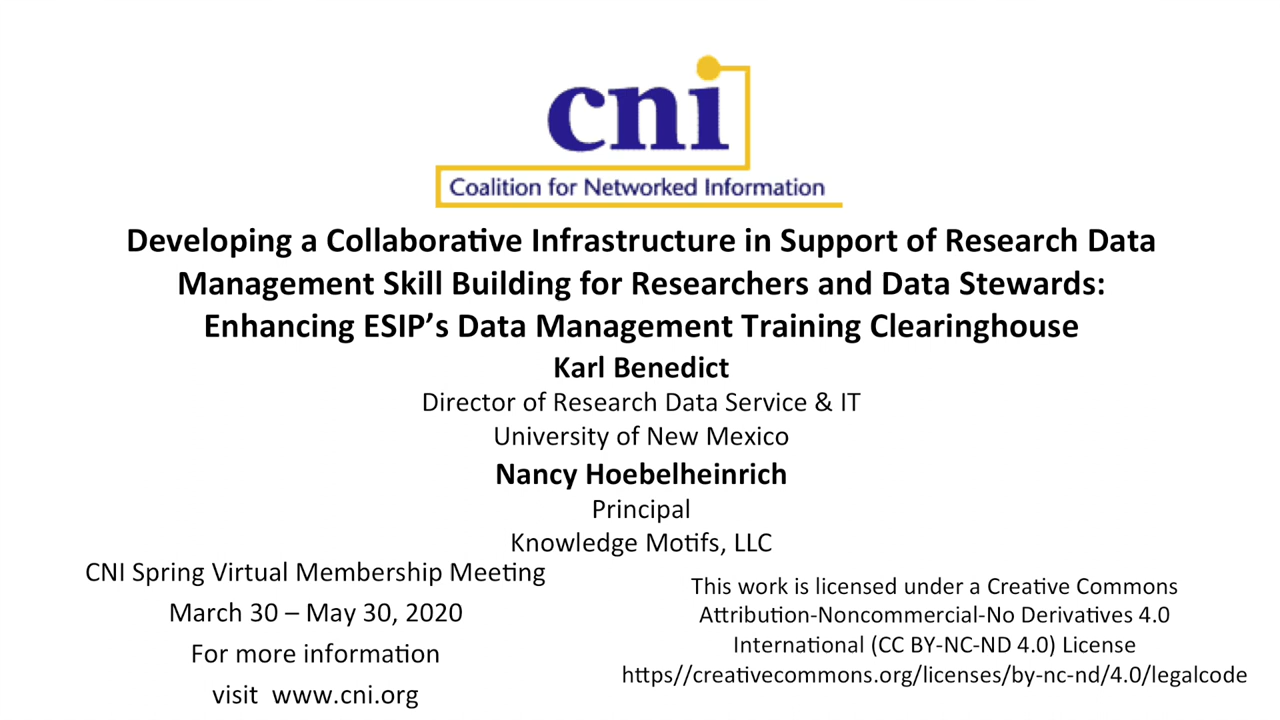 cni
Coalition for Networked Information
Developing a Collaborative Infrastructure in Support of Research Data
Management Skill Building for Researchers and Data Stewards:
Enhancing ESIP’s Data Management Training Clearinghouse
Karl Benedict
Director of Research Data Service & IT
University of New Mexico
Nancy Hoebelheinrich
Principal
Knowledge Motifs, LLC
CNI Spring Virtual Membership Meeting
March 30 – May 30, 2020
For more information
visit  www.cni.org
This work is licensed under a Creative Commons
Attribution-Noncommercial-No Derivatives 4.0
International (CC BY-NC-ND 4.0) License
https//creativecommons.org/licenses/by-nc-nd/4.0/legalcode